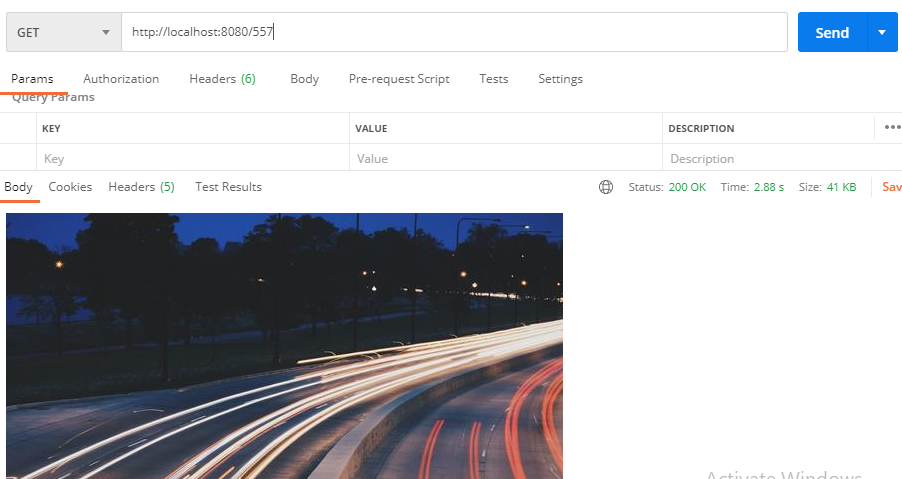 GET http://localhost:8080/557 Send
Params Authorization Headers (6) Body Pre-request Script Tests Settings
Query Params
KEY VALUE DESCRIPTION •••
Key Value Description
Body Cookies Headers (5) Test Results Status: 200 OK Time: 2.88 s Size: 41 KB Sav
Activate Windows